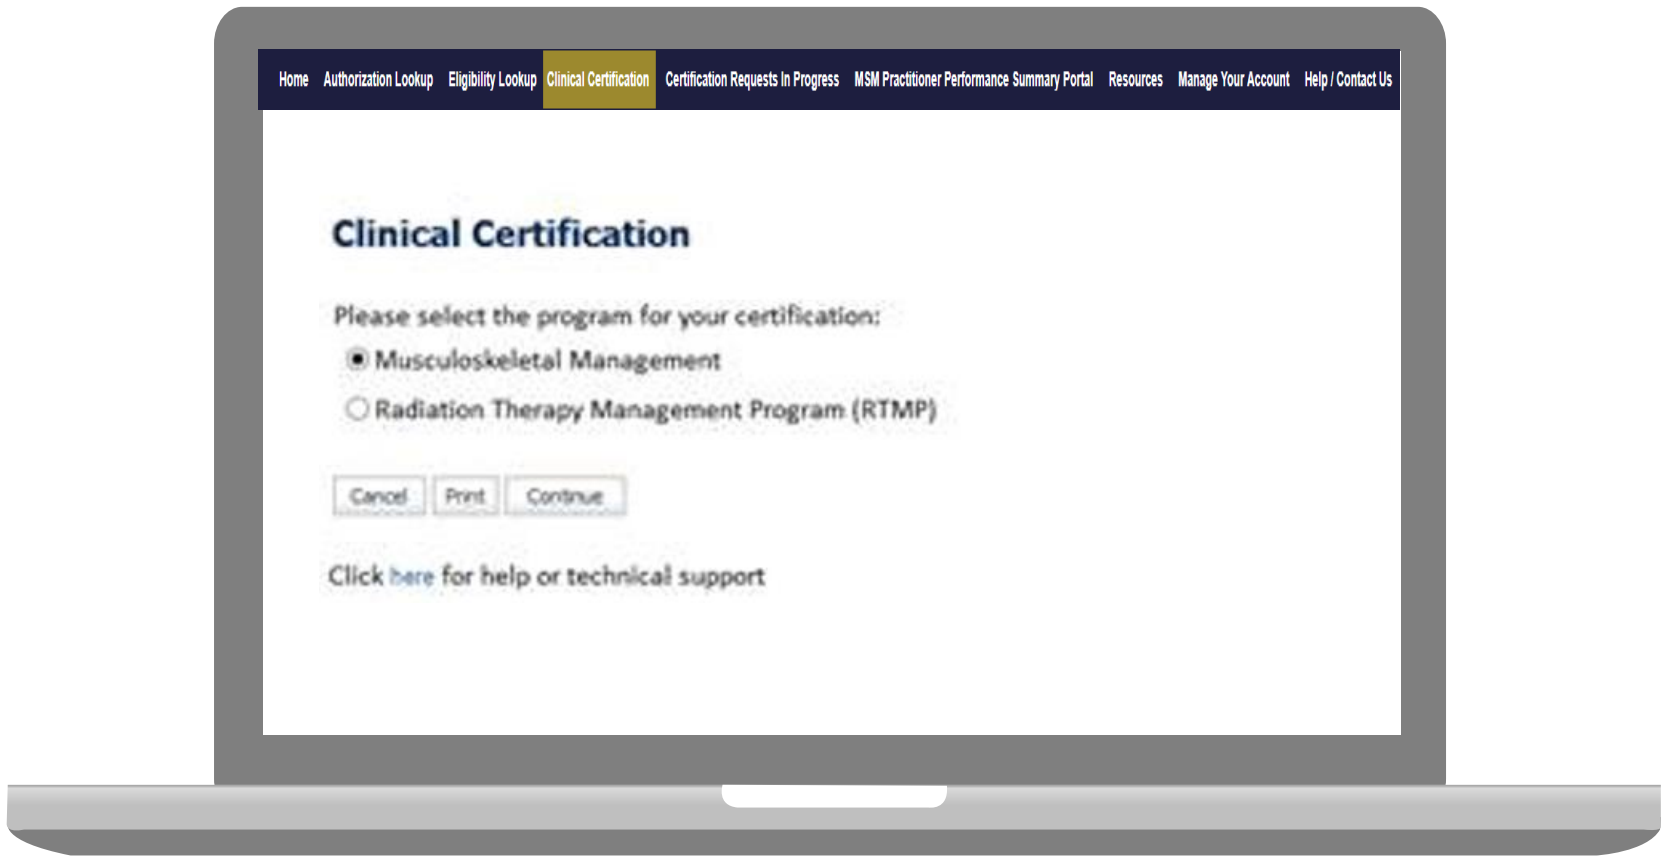 Home Authorization Lookup Eligibility Lookup Clinical Certification Certification Requests In Progress MSM Practitioner Performance Summary Portal Resources Manage Your Account Help / Contact Us
Clinical Certification
Please select the program for your certification:
Musculoskeletal Management
Radiation Therapy Management Program (RTMP)
Cancel Print Continue
Click here for help or technical support